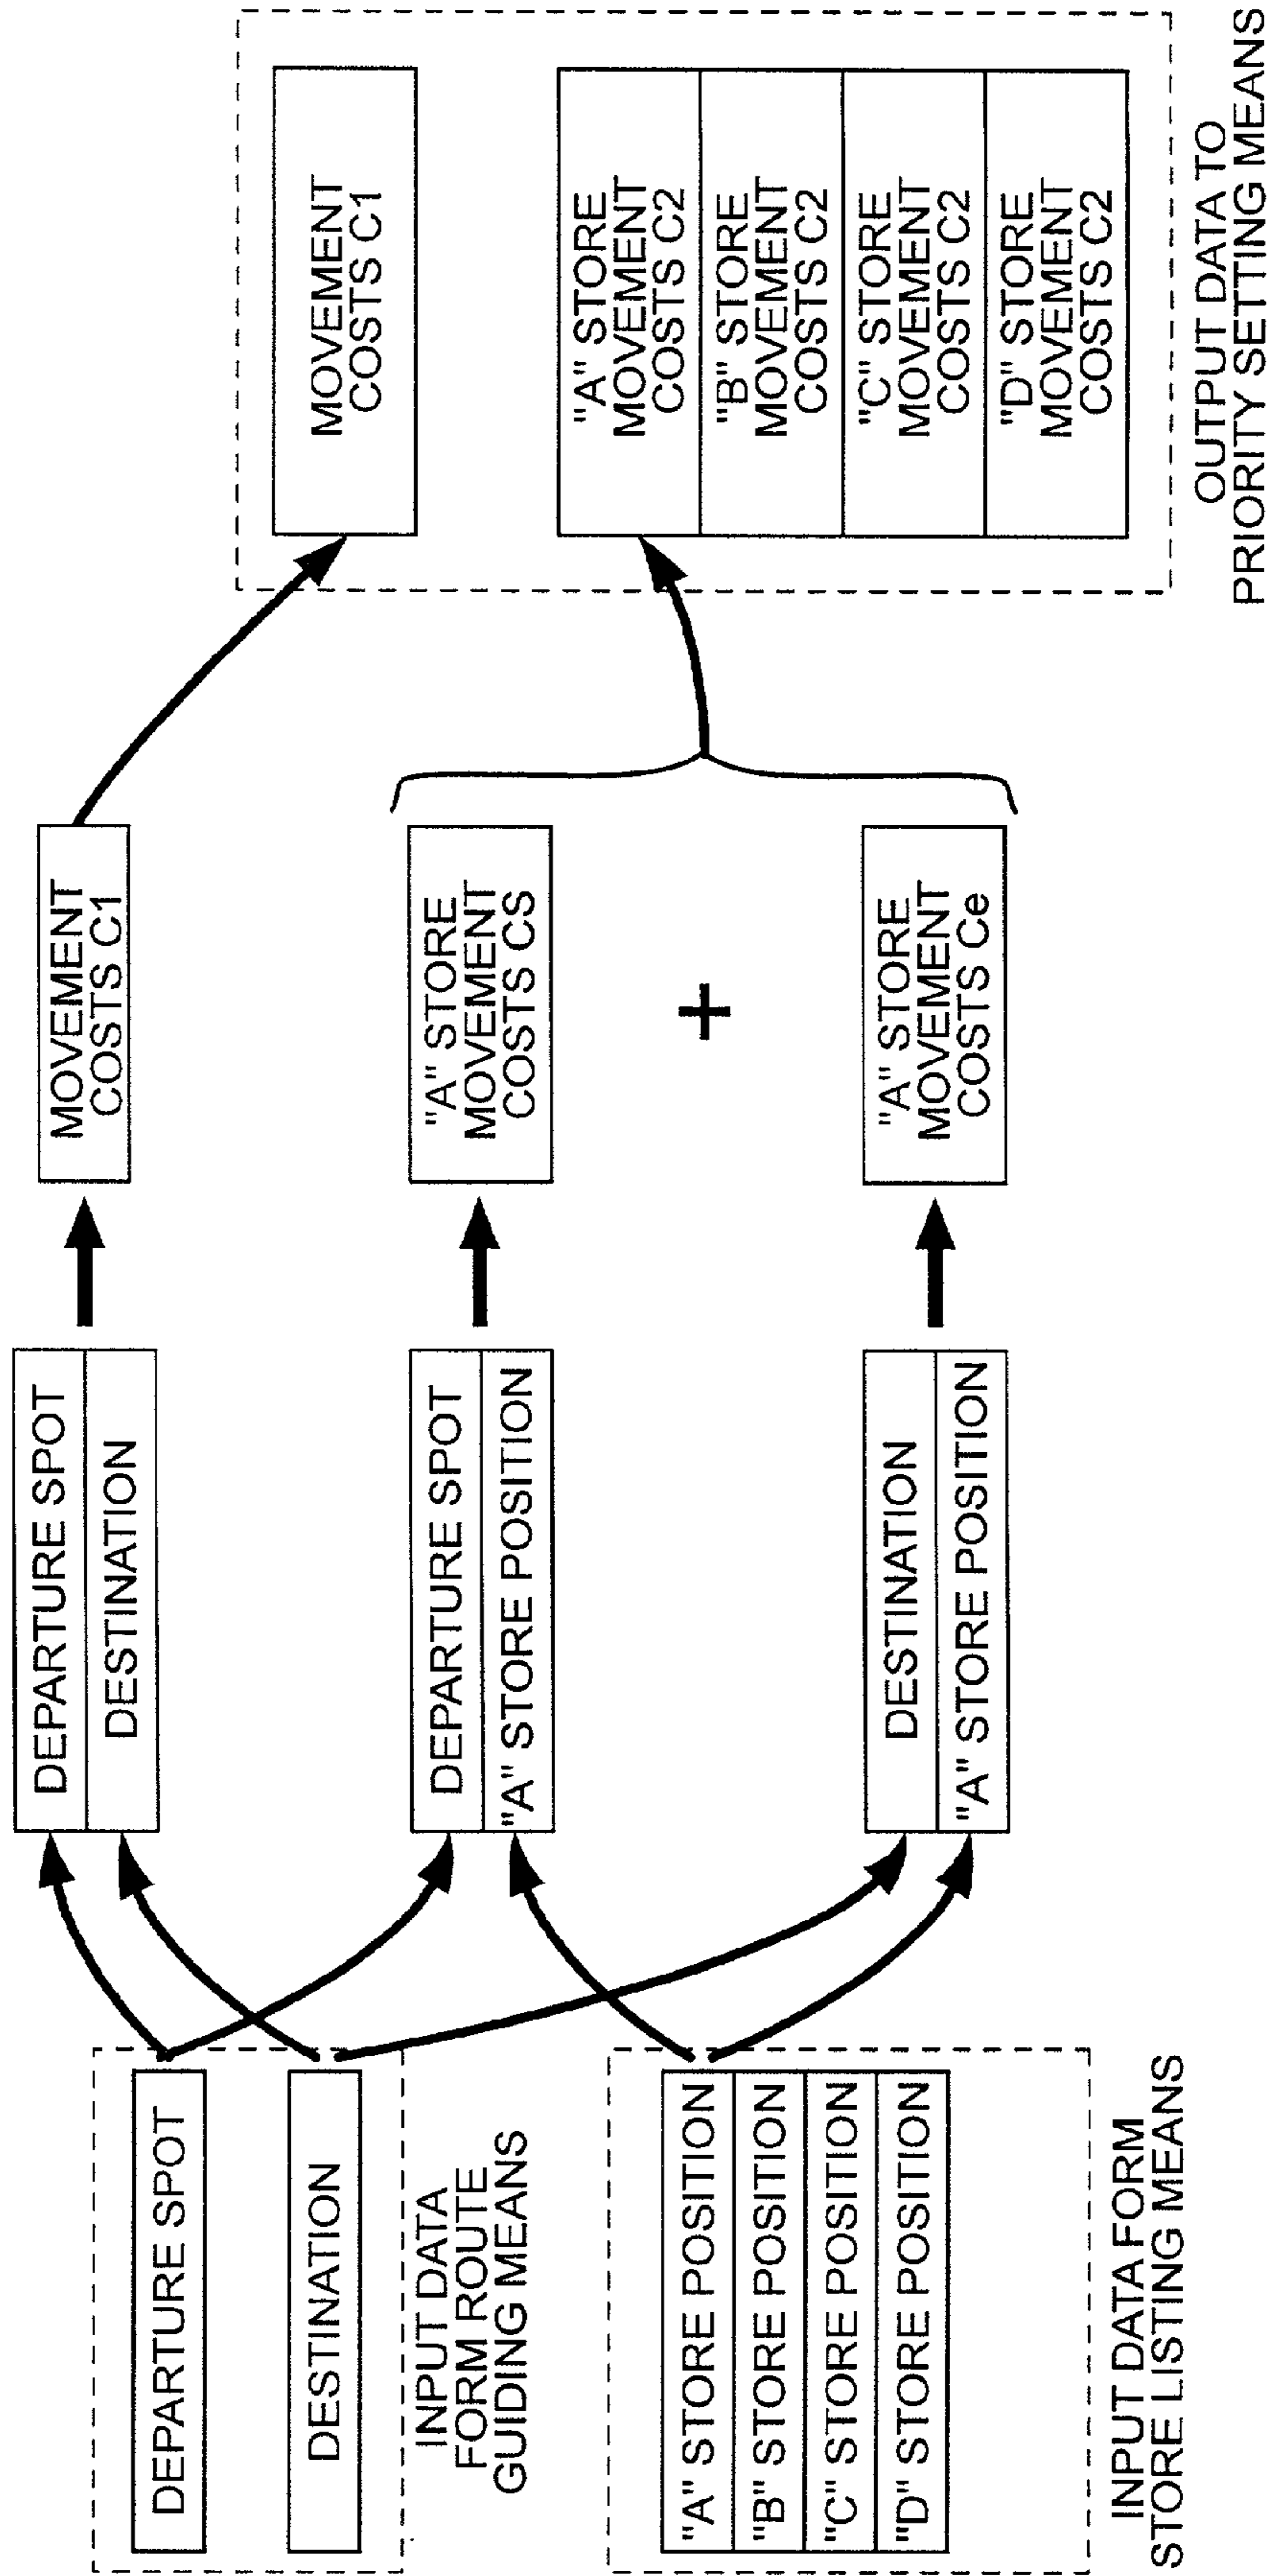 DEPARTURE SPOT
DESTINATION
INPUT DATA
FORM ROUTE
GUIDING MEANS
"A" STORE POSITION
"B" STORE POSITION
"C" STORE POSITION
"D" STORE POSITION
INPUT DATA FORM
STORE LISTING MEANS
DEPARTURE SPOT
DESTINATION
DEPARTURE SPOT
"A" STORE POSITION
DESTINATION
"A" STORE POSITION
MOVEMENT
COSTS C1
"A" STORE
MOVEMENT
COSTS CS
+
"A" STORE
MOVEMENT
COSTS Ce
MOVEMENT
COSTS C1
"A" STORE
MOVEMENT
COSTS C2
"B" STORE
MOVEMENT
COSTS C2
"C" STORE
MOVEMENT
COSTS C2
"D" STORE
MOVEMENT
COSTS C2
OUTPUT DATA TO
PRIORITY SETTING MEANS